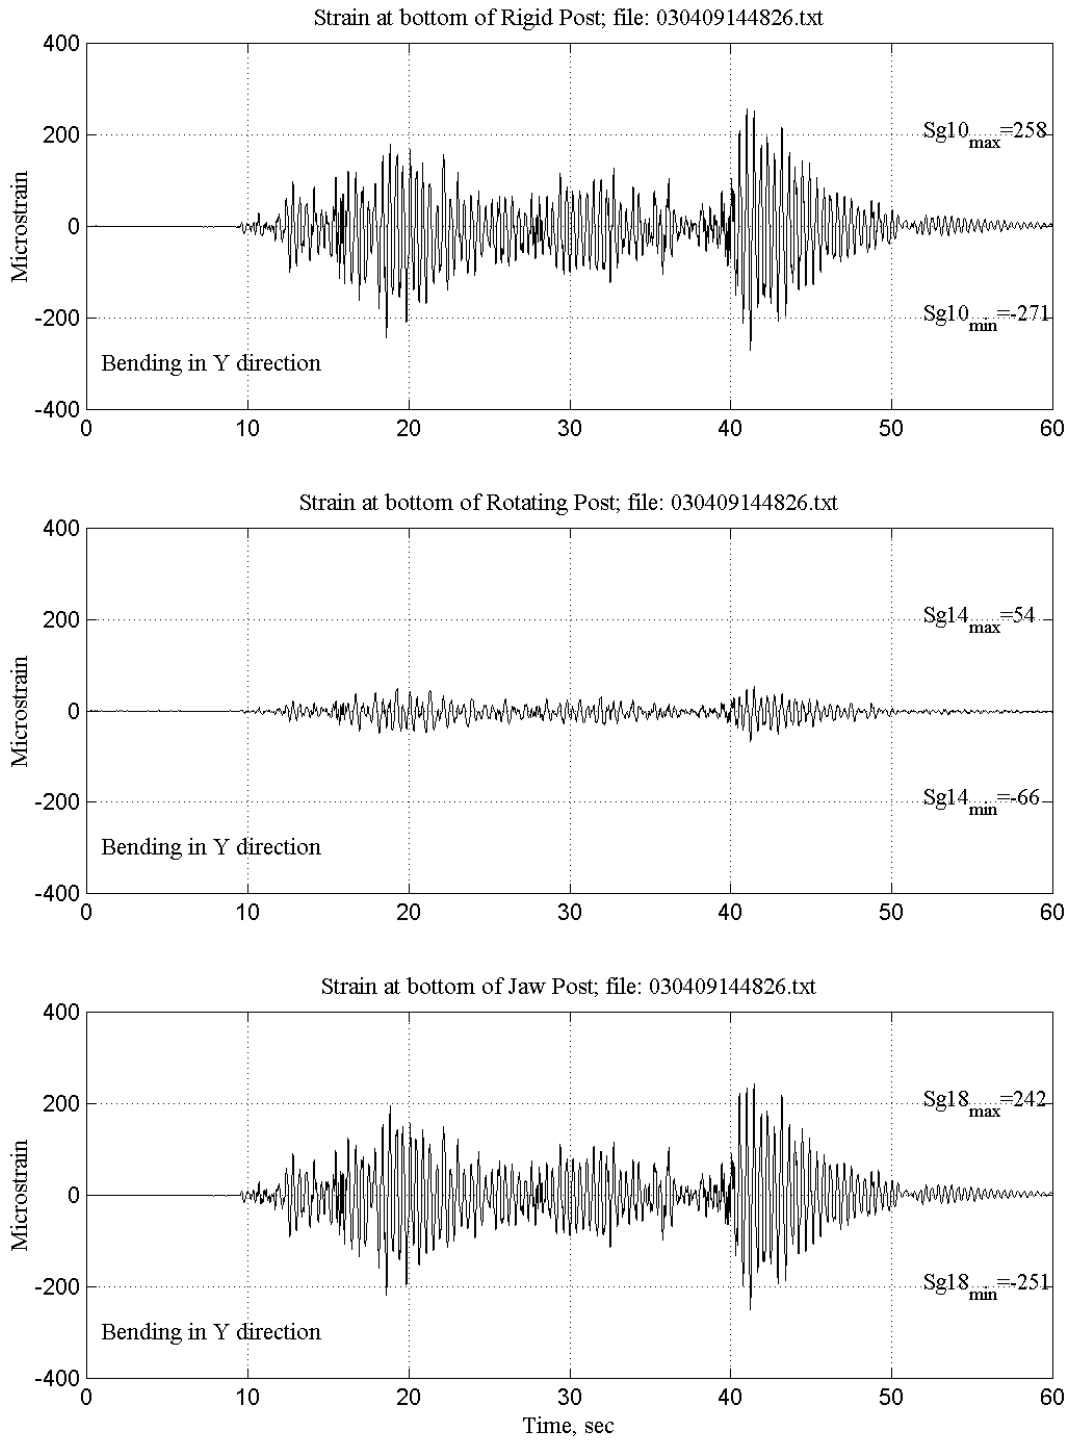 Strain at bottom of Rigid Post; file: 030409144826.txt
400
200
0
-200
-400
Microstrain
Sg10max=258
Sg10min=-271
Bending in Y direction
0 10 20 30 40 50 60
Strain at bottom of Rotating Post; file: 030409144826.txt
400
200
0
-200
-400
Microstrain
Sg14max=54
Sg14min=-66
Bending in Y direction
0 10 20 30 40 50 60
Strain at bottom of Jaw Post; file: 030409144826.txt
400
200
0
-200
-400
Microstrain
Sg18max=242
Sg18min=-251
Bending in Y direction
0 10 20 30 40 50 60
Time, sec